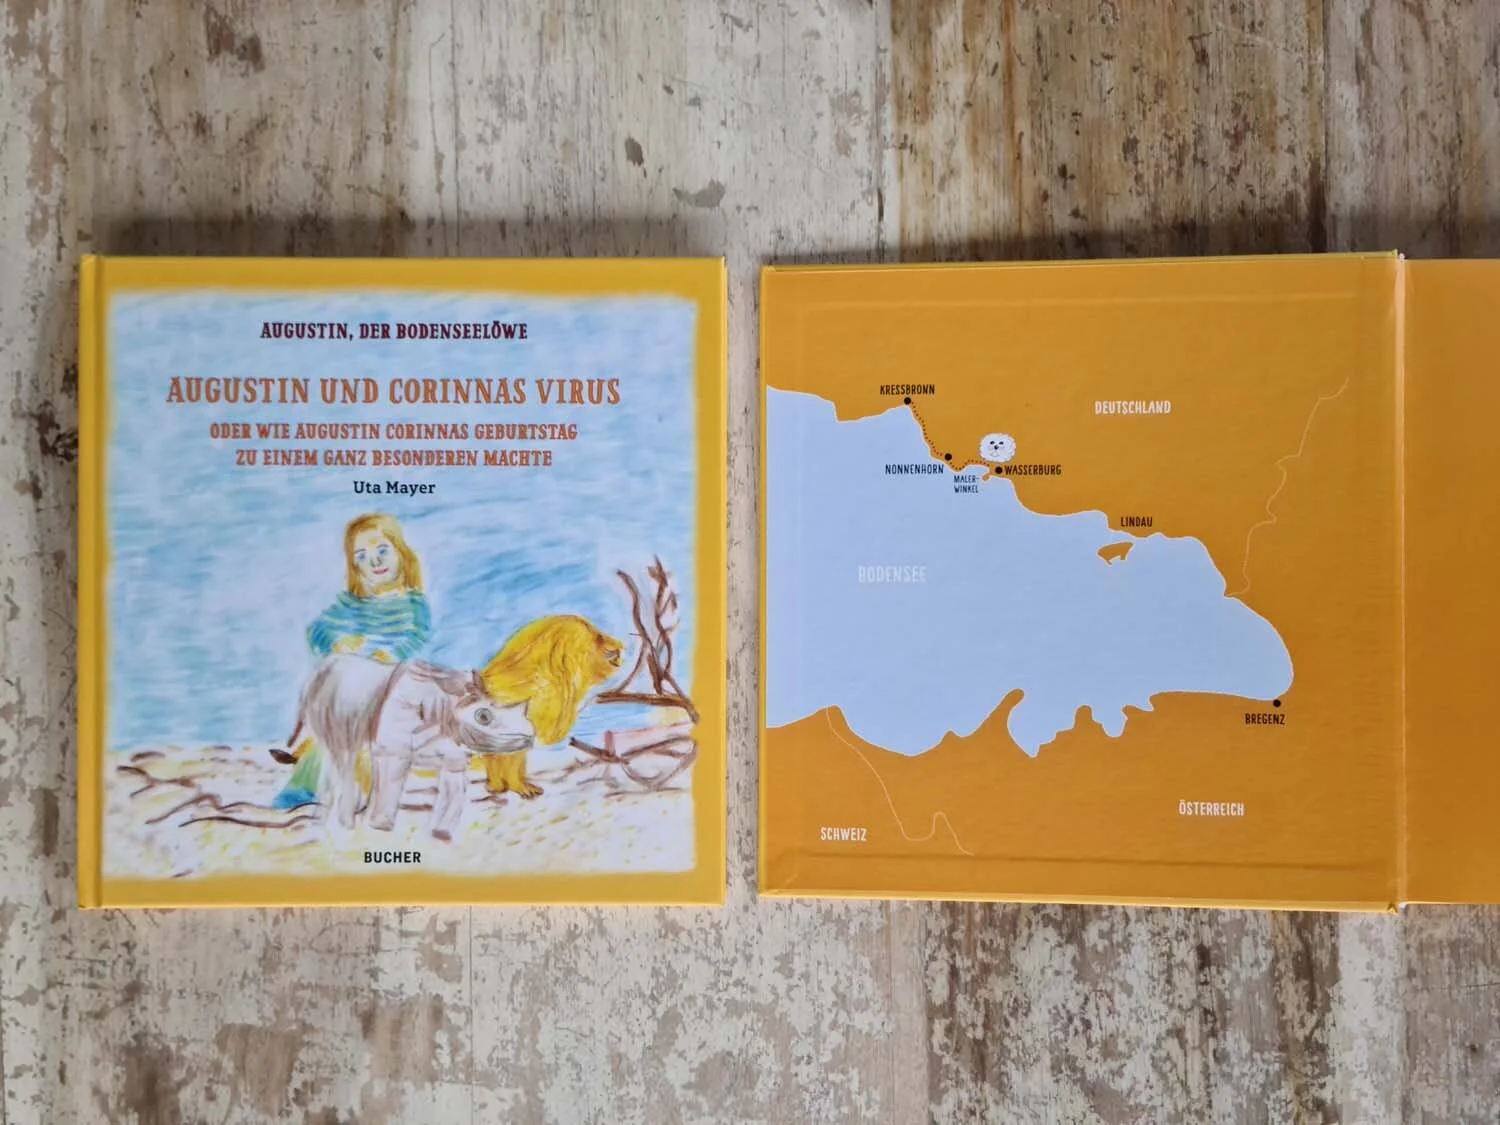 AUGUSTIN, DER BODENSEELÖWE
AUGUSTIN UND CORINNAS VIRUS
ODER WIE AUGUSTIN CORINNAS GEBURTSTAG
ZU EINEM GANZ BESONDEREN MACHTE
Uta Mayer
BUCHER
KRESSBRONN
DEUTSCHLAND
NONNENHORN
MALER-
WINKEL
WASSERBURG
LINDAU
BODENSEE
BREGENZ
ÖSTERREICH
SCHWEIZ